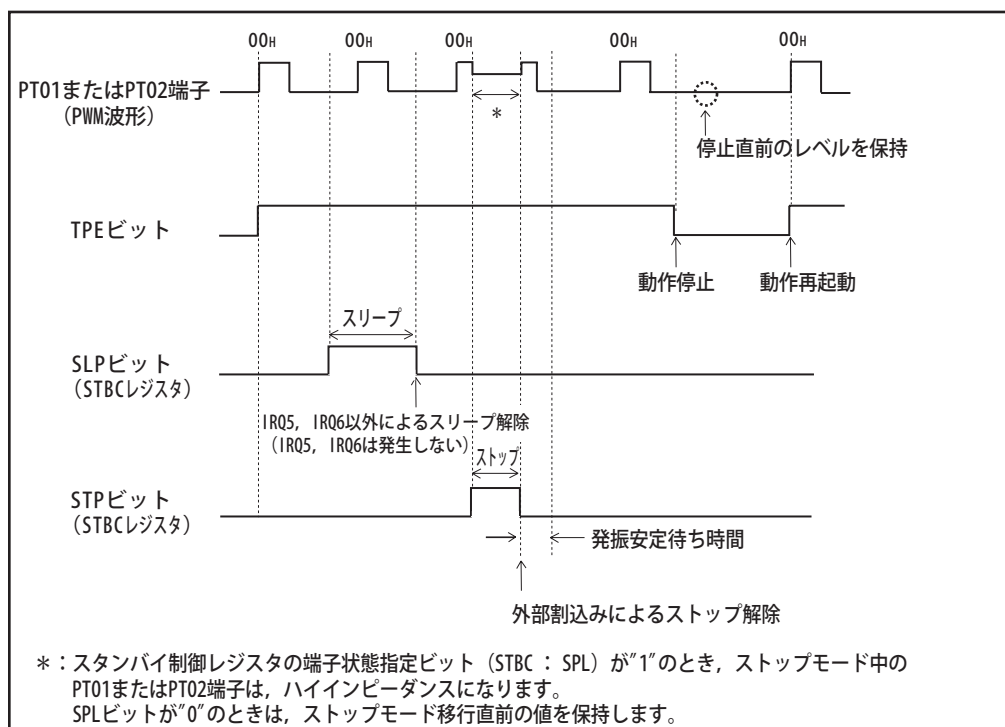 00H 00H 00H 00H 00H
PT01またはPT02端子
（PWM波形）
＊
停止直前のレベルを保持
TPEビット
動作停止 動作再起動
スリープ
SLPビット
（STBCレジスタ）
IRQ5，IRQ6以外によるスリープ解除
（IRQ5，IRQ6は発生しない）
ストップ
STPビット
（STBCレジスタ）
発振安定待ち時間
外部割込みによるストップ解除
＊：スタンバイ制御レジスタの端子状態指定ビット（STBC ： SPL）が"1"のとき，ストップモード中の
PT01またはPT02端子は，ハイインピーダンスになります。
SPLビットが"0"のときは，ストップモード移行直前の値を保持します。